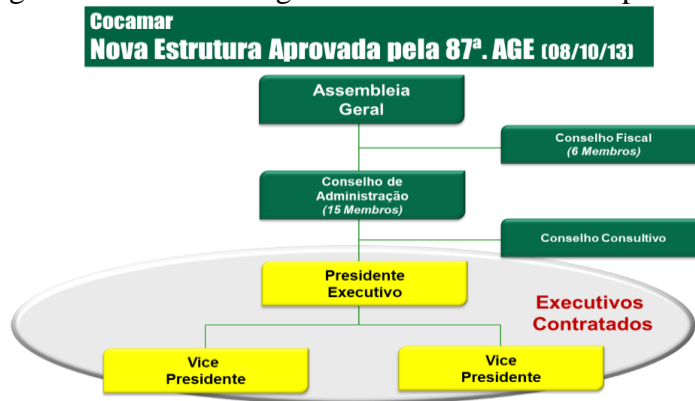 Cocamar
Nova Estrutura Aprovada pela 87ª. AGE (08/10/13)
Assembleia
Geral
Conselho Fiscal
(6 Membros)
Conselho de
Administração
(15 Membros)
Conselho Consultivo
Presidente
Executivo
Executivos
Contratados
Vice
Presidente
Vice
Presidente